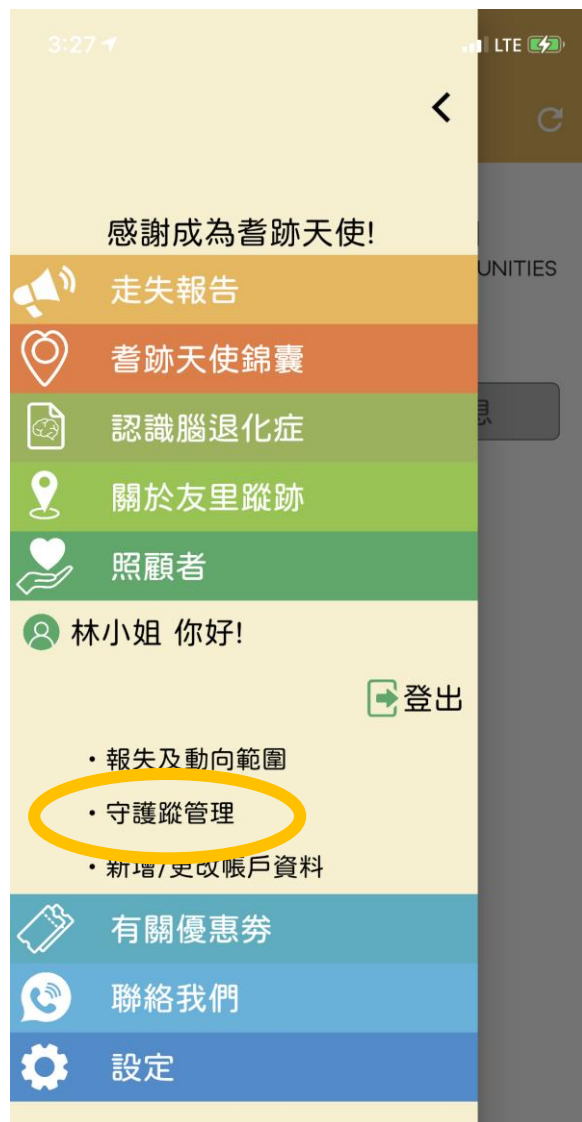 3:27
LTE
感謝成為耆跡天使!
UNITIES
走失報告
耆跡天使錦囊
息
認識腦退化症
關於友里蹤跡
照顧者
林小姐 你好!
登出
・報失及動向範圍
・守護蹤管理
・新增/更改帳戶資料
有關優惠券
聯絡我們
設定